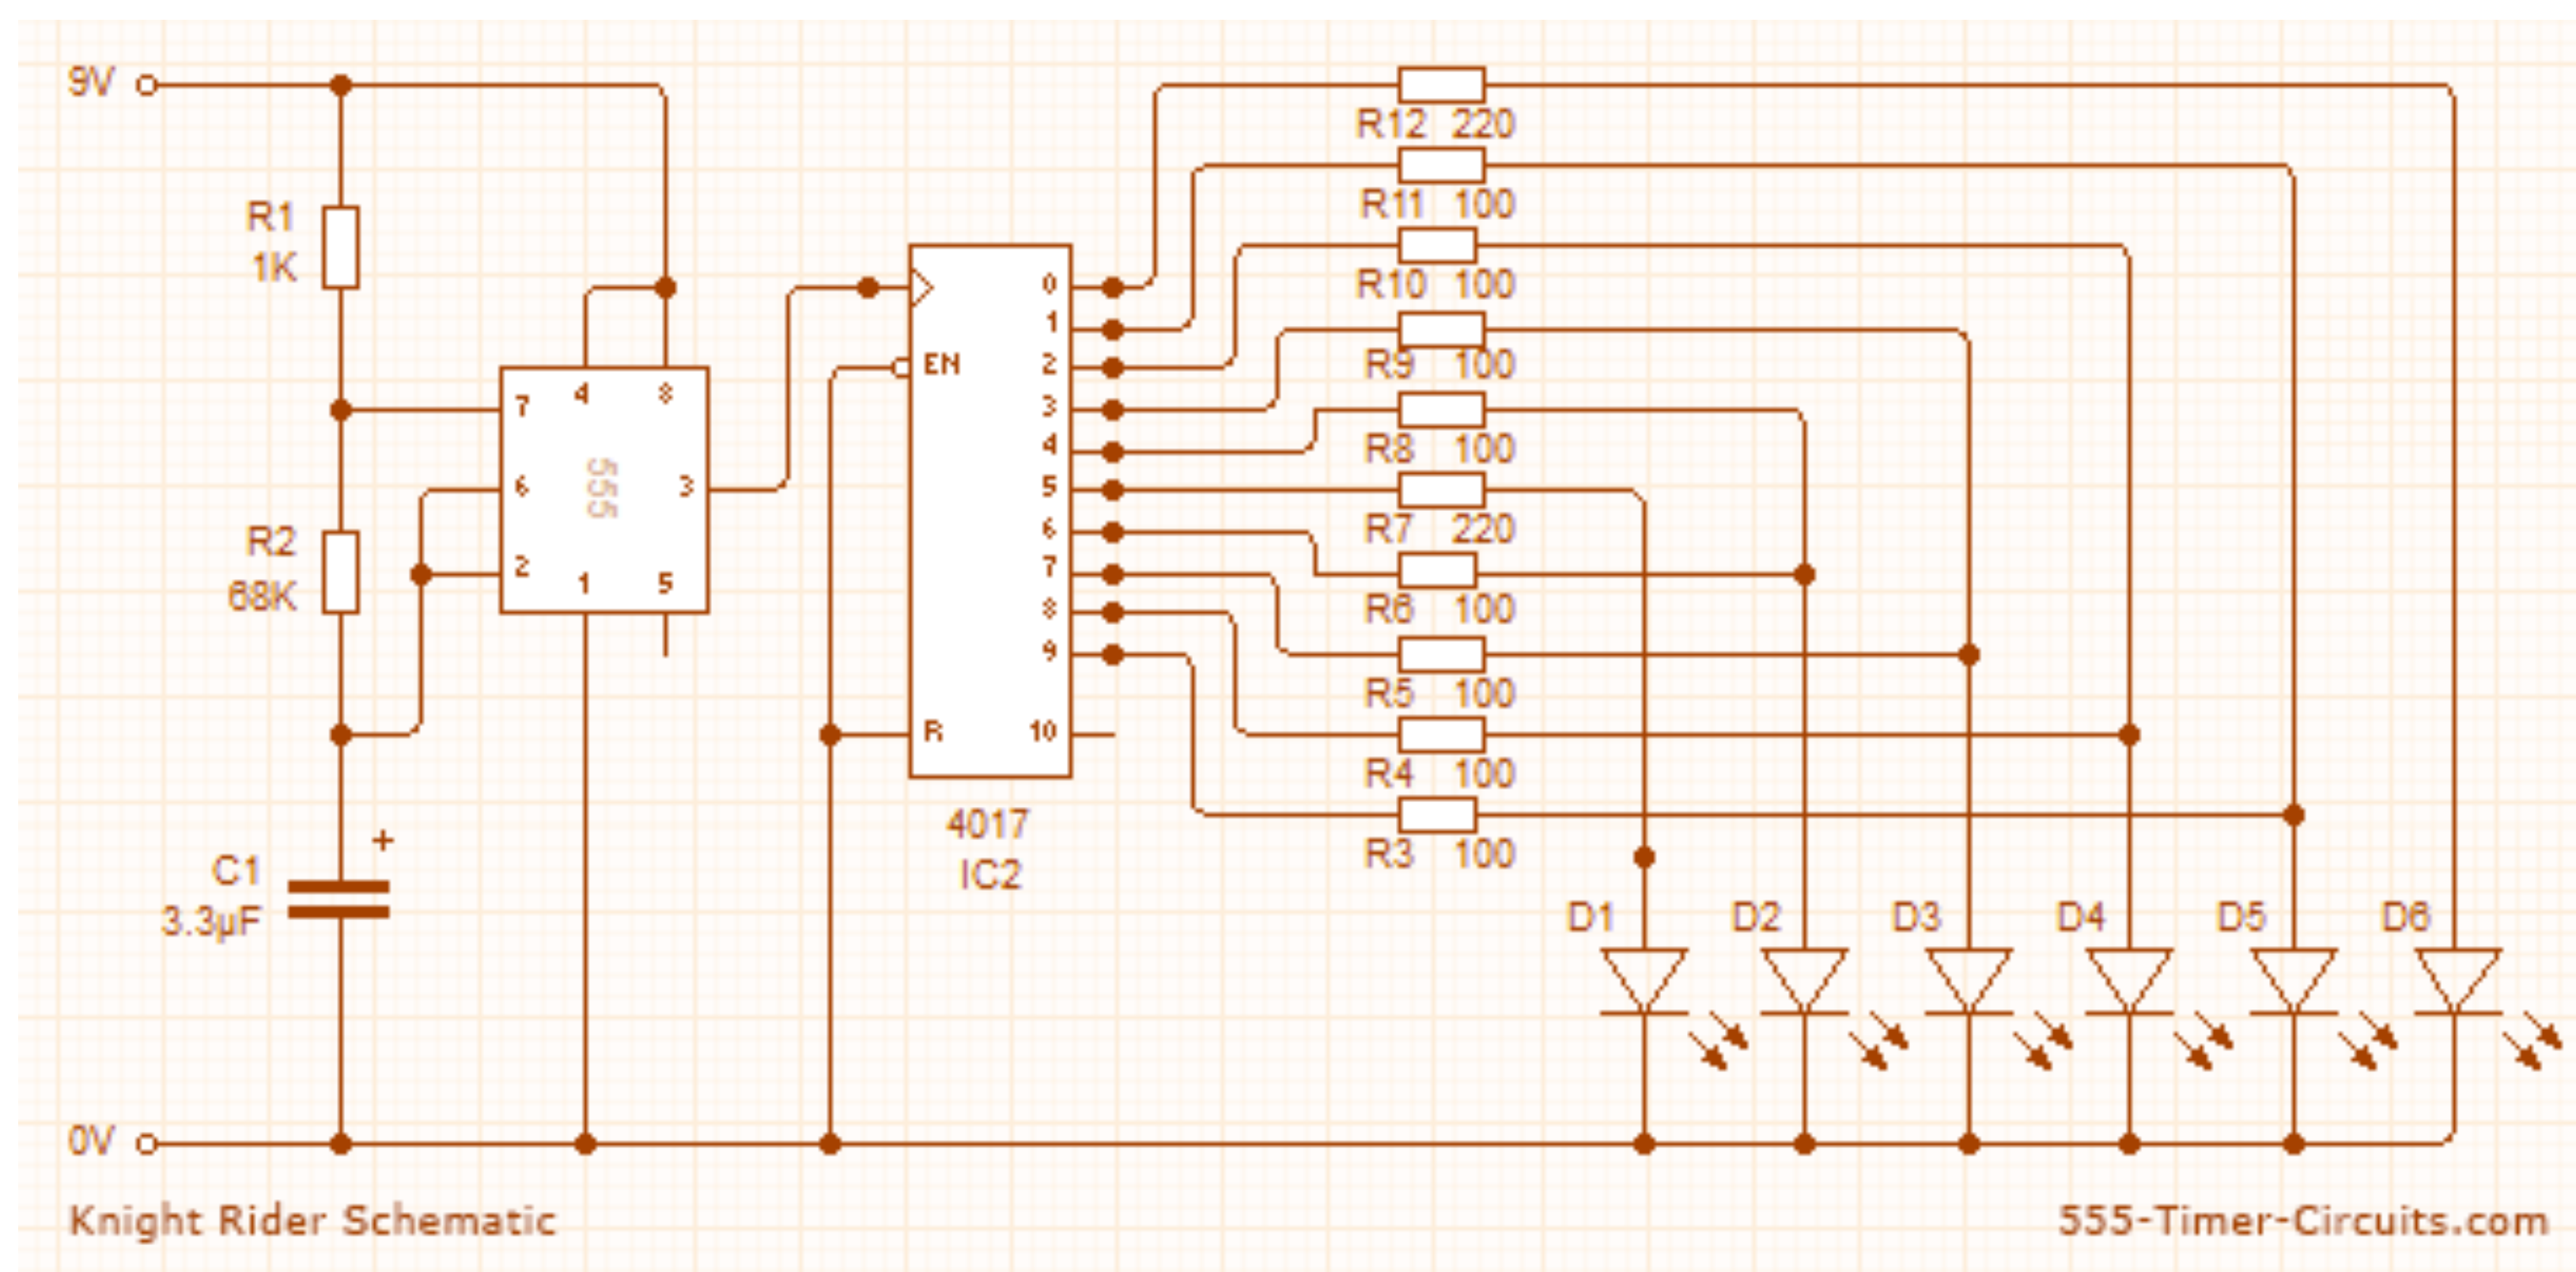 9V
R1
1K
R2
68K
C1
+
3.3µF
0V
7
4
8
6
555
3
2
1
5
EN
R
0
1
2
3
4
5
6
7
8
9
10
4017
IC2
R12 220
R11 100
R10 100
R9 100
R8 100
R7 220
R6 100
R5 100
R4 100
R3 100
D1 D2 D3 D4 D5 D6
Knight Rider Schematic
555-Timer-Circuits.com